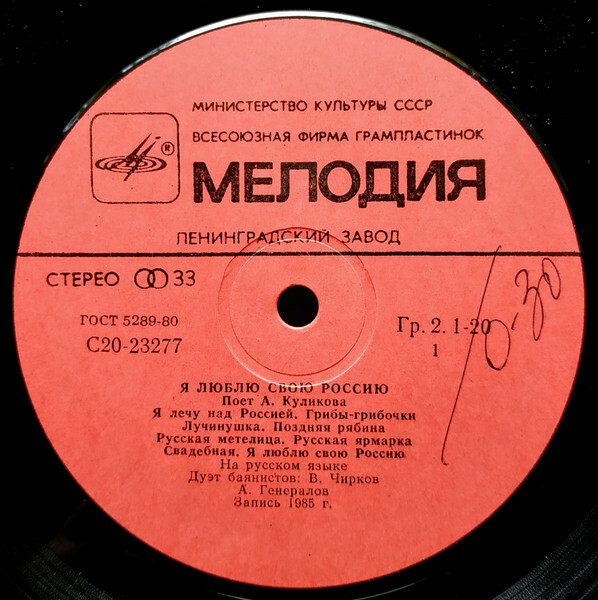 МИНИСТЕРСТВО КУЛЬТУРЫ СССР
ВСЕСОЮЗНАЯ ФИРМА ГРАМПЛАСТИНОК
®
МЕЛОДИЯ
ЛЕНИНГРАДСКИЙ ЗАВОД
СТЕРЕО 33
ГОСТ 5289-80
С20-23277
Гр. 2. 1-20
1
0-30
Я ЛЮБЛЮ СВОЮ РОССИЮ
Поет А. Куликова
Я лечу над Россией. Грибы-грибочки
Лучинушка. Поздняя рябина
Русская метелица. Русская ярмарка
Свадебная. Я люблю свою Россию
На русском языке
Дуэт баянистов: В. Чирков
А. Генералов
Запись 1985 г.